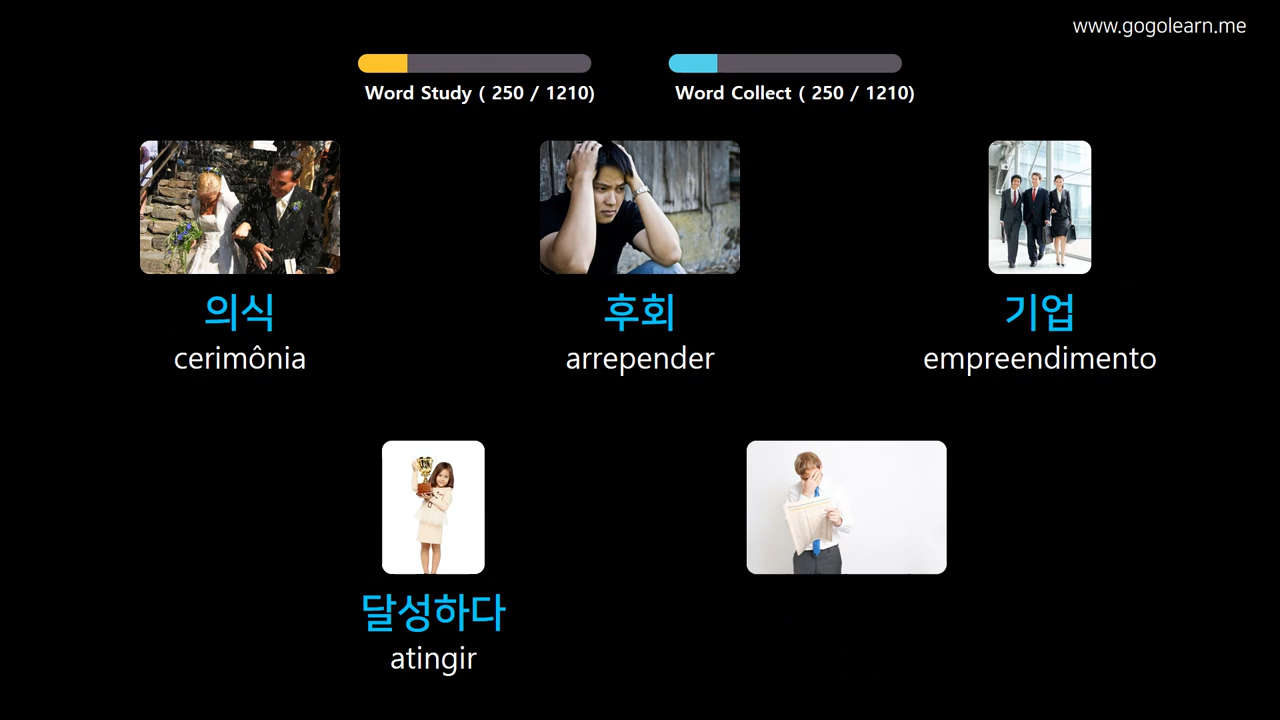 www.gogolearn.me
Word Study ( 250 / 1210)
Word Collect ( 250 / 1210)
의식
cerimônia
후회
arrepender
기업
empreendimento
달성하다
atingir